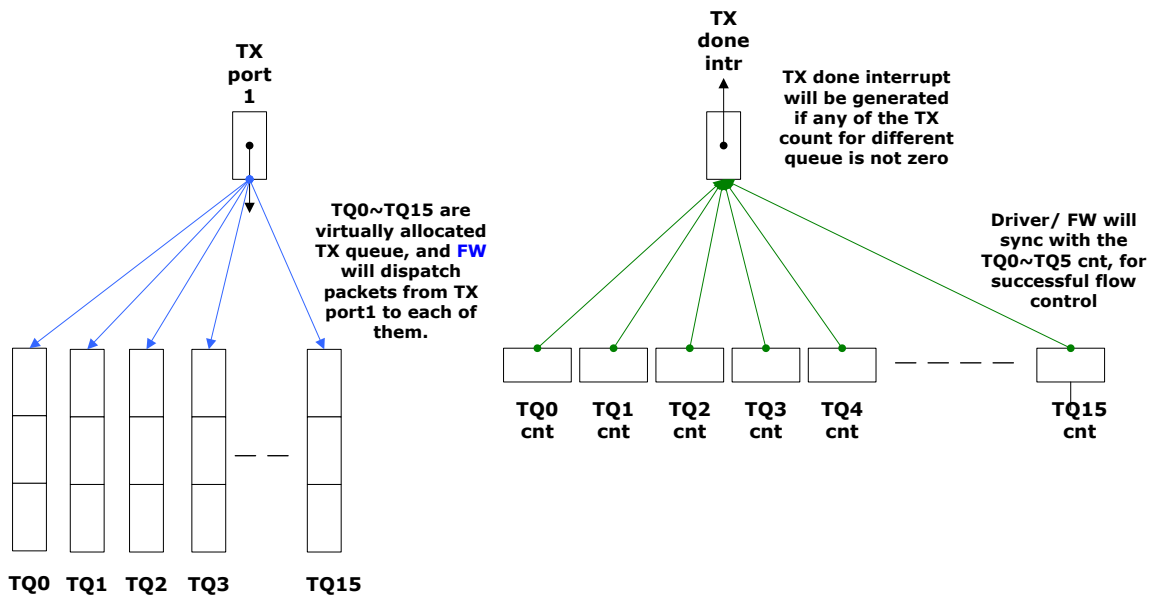 TX
port
1
TQ0~TQ15 are
virtually allocated
TX queue, and FW
will dispatch
packets from TX
port1 to each of
them.
TQ0
TQ1
TQ2
TQ3
TQ15
TX
done
intr
TX done interrupt
will be generated
if any of the TX
count for different
queue is not zero
Driver/ FW will
sync with the
TQ0~TQ5 cnt, for
successful flow
control
TQ0
cnt
TQ1
cnt
TQ2
cnt
TQ3
cnt
TQ4
cnt
TQ15
cnt